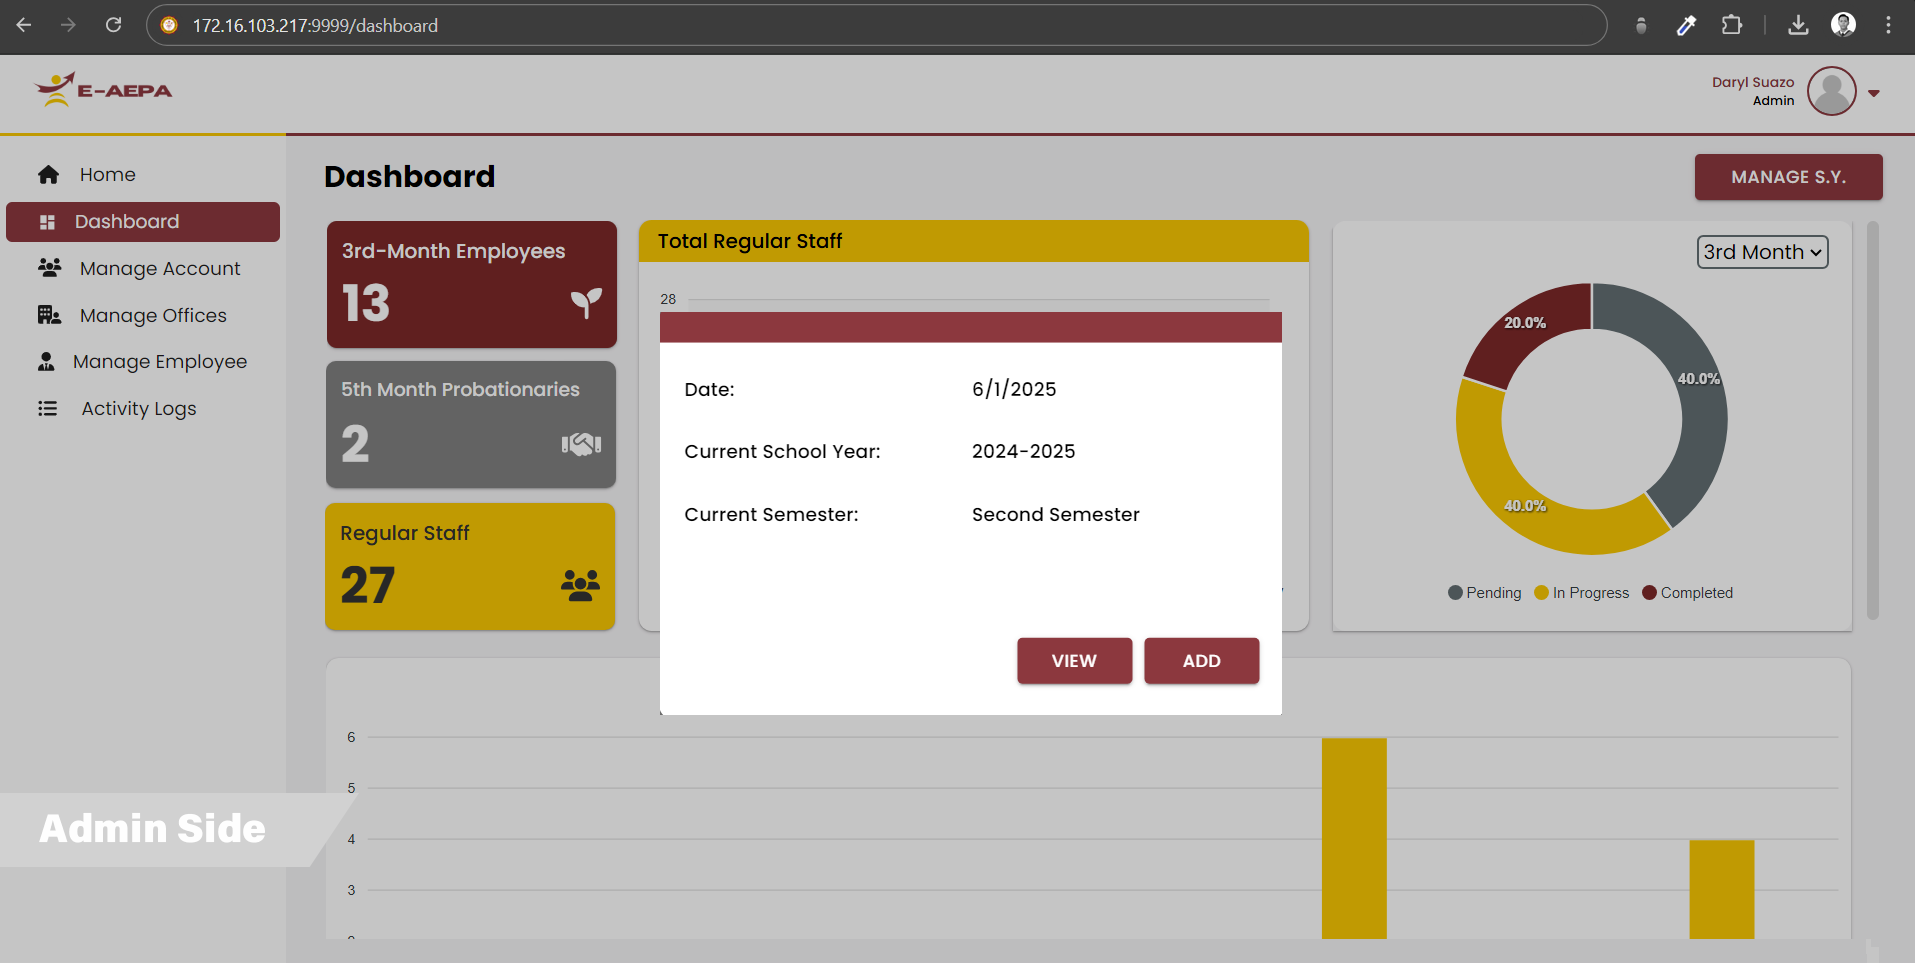 172.16.103.217:9999/dashboard
E-AEPA
Daryl Suazo
Admin
Home
Dashboard
Manage Account
Manage Offices
Manage Employee
Activity Logs
Dashboard
MANAGE S.Y.
3rd-Month Employees
13
5th Month Probationaries
2
Regular Staff
27
Total Regular Staff
28
Date: 6/1/2025
Current School Year: 2024-2025
Current Semester: Second Semester
VIEW ADD
3rd Month
20.0%
40.0%
40.0%
Pending In Progress Completed
6
5
4
3
Admin Side